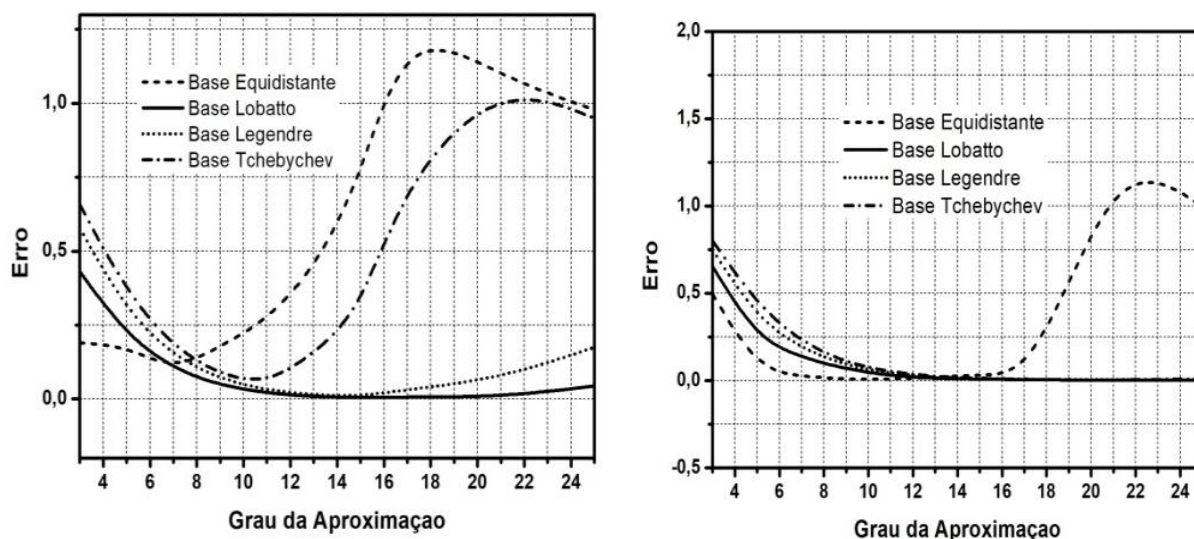 Erro
1,0
0,5
0,0
Base Equidistante
Base Lobatto
Base Legendre
Base Tchebychev
4 6 8 10 12 14 16 18 20 22 24
Grau da Aproximaçao
Erro
2,0
1,5
1,0
0,5
0,0
-0,5
Base Equidistante
Base Lobatto
Base Legendre
Base Tchebychev
4 6 8 10 12 14 16 18 20 22 24
Grau da Aproximaçao